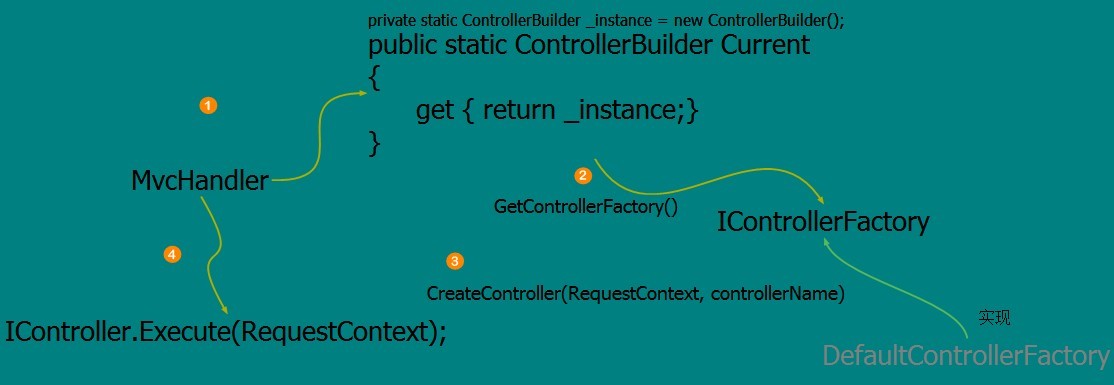 private static ControllerBuilder _instance = new ControllerBuilder();
public static ControllerBuilder Current
{
get { return _instance;}
}
1
MvcHandler
2
GetControllerFactory()
IControllerFactory
4
3
CreateController(RequestContext, controllerName)
实现
IController.Execute(RequestContext);
DefaultControllerFactory